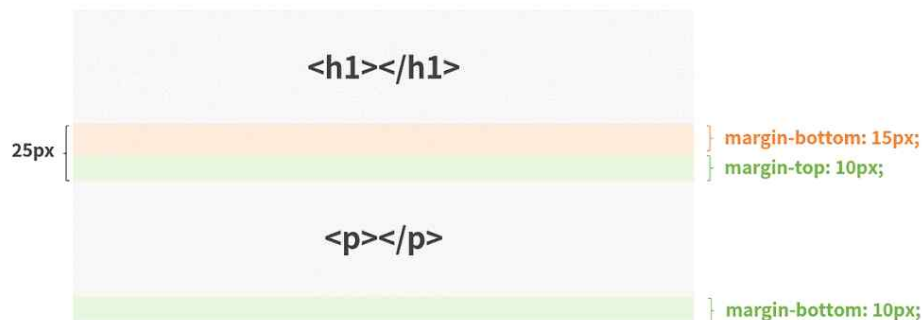 <h1></h1>
25px
margin-bottom: 15px;
margin-top: 10px;
<p></p>
margin-bottom: 10px;